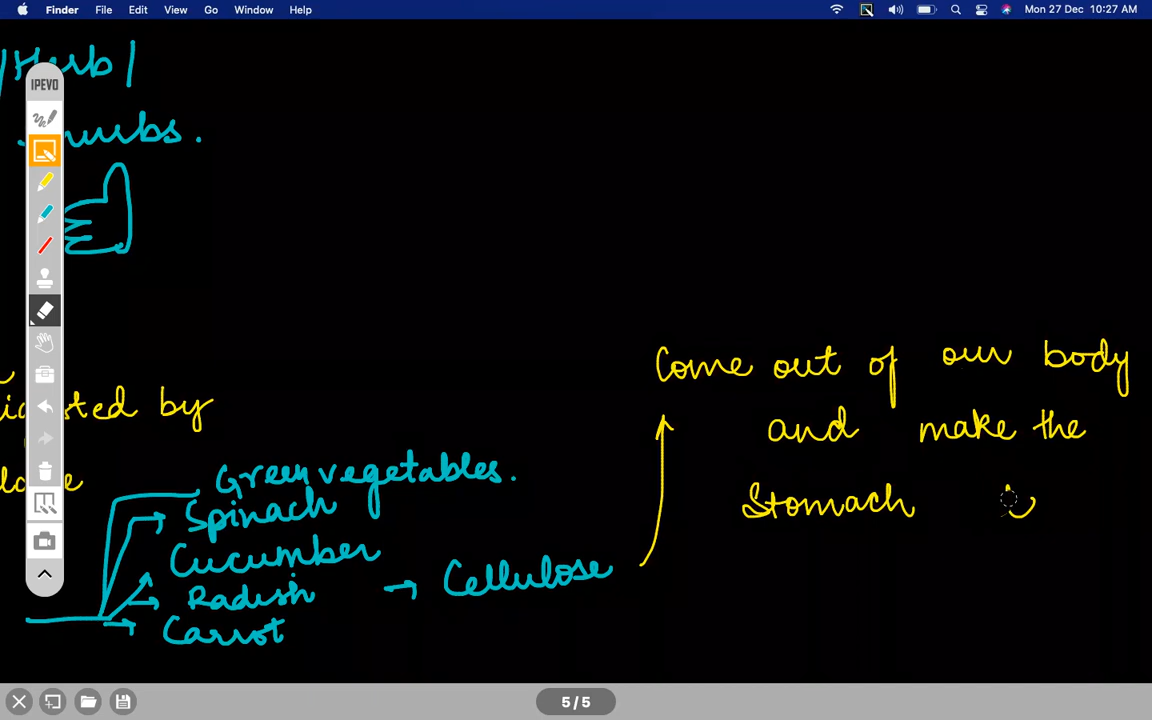 Finder File Edit View Go Window Help Mon 27 Dec 10:27 AM
/Herb/
IPEVO
Come out of our body
by
and make the
Green vegetables.
Stomach
Spinach
Cucumber
Cellulose
Radish
Carrot
5/5